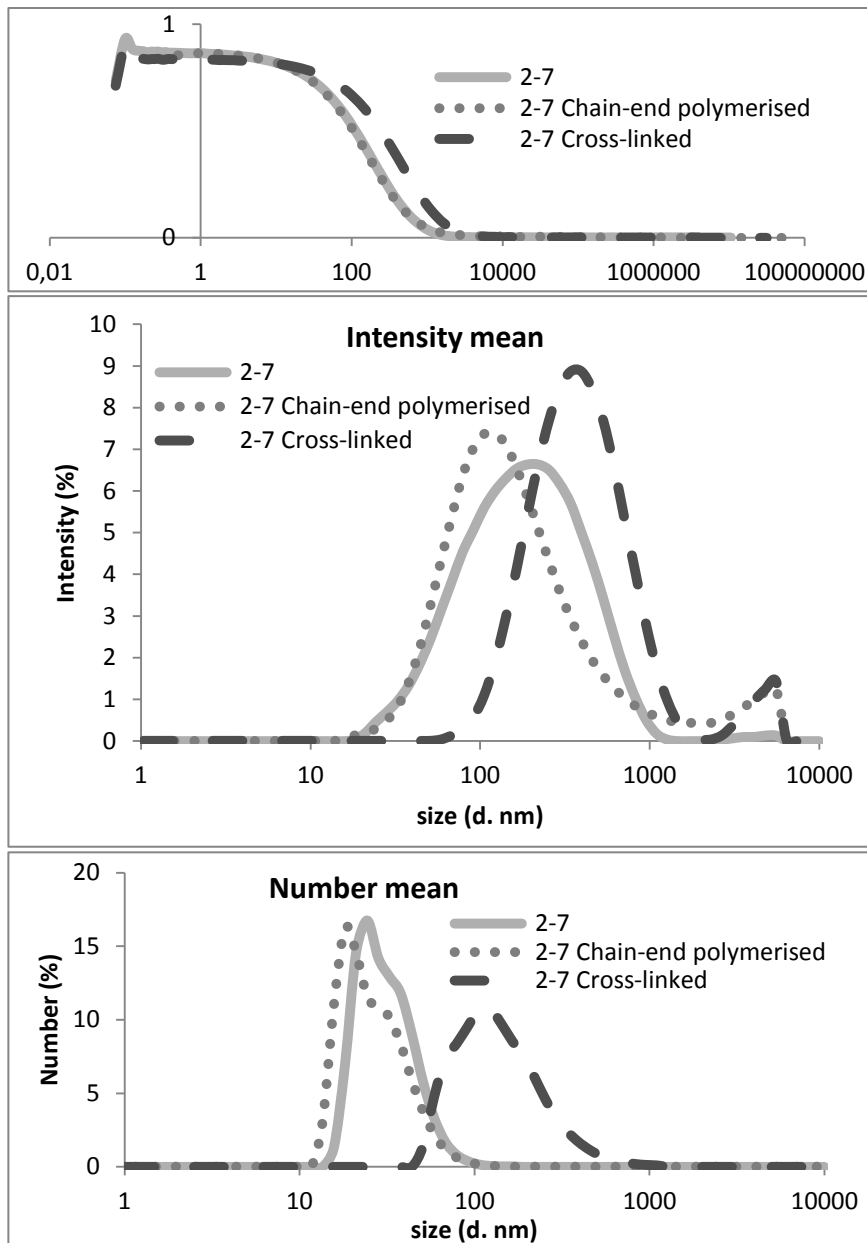 1
2-7
2-7 Chain-end polymerised
2-7 Cross-linked
0
0,01 1 100 10000 1000000 100000000
Intensity mean
10
9
8
7
6
5
4
3
2
1
0
Intensity (%)
2-7
2-7 Chain-end polymerised
2-7 Cross-linked
1 10 100 1000 10000
size (d. nm)
Number mean
20
15
10
5
0
Number (%)
2-7
2-7 Chain-end polymerised
2-7 Cross-linked
1 10 100 1000 10000
size (d. nm)